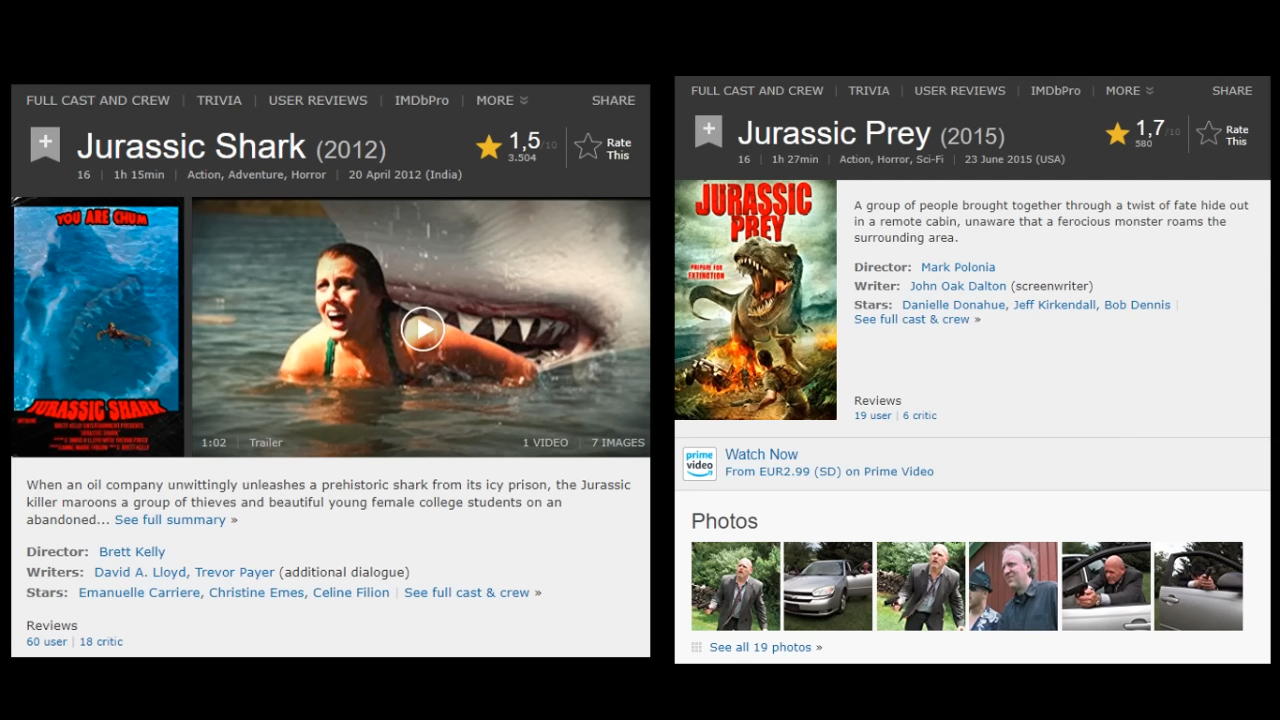 FULL CAST AND CREW | TRIVIA | USER REVIEWS | IMDbPro | MORE SHARE
Jurassic Shark (2012)
1,5/10
3.504
Rate This
16 | 1h 15min | Action, Adventure, Horror | 20 April 2012 (India)
YOU ARE CHUM
JURASSIC SHARK
1:02 | Trailer
1 VIDEO | 7 IMAGES
When an oil company unwittingly unleashes a prehistoric shark from its icy prison, the Jurassic
killer maroons a group of thieves and beautiful young female college students on an
abandoned... See full summary »
Director: Brett Kelly
Writers: David A. Lloyd, Trevor Payer (additional dialogue)
Stars: Emanuelle Carriere, Christine Emes, Celine Filion | See full cast & crew »
Reviews
60 user | 18 critic
FULL CAST AND CREW | TRIVIA | USER REVIEWS | IMDbPro | MORE SHARE
Jurassic Prey (2015)
1,7/10
580
Rate This
16 | 1h 27min | Action, Horror, Sci-Fi | 23 June 2015 (USA)
JURASSIC
PREY
PREPARE FOR
EXTINCTION
A group of people brought together through a twist of fate hide out
in a remote cabin, unaware that a ferocious monster roams the
surrounding area.
Director: Mark Polonia
Writer: John Oak Dalton (screenwriter)
Stars: Danielle Donahue, Jeff Kirkendall, Bob Dennis |
See full cast & crew »
Reviews
19 user | 6 critic
prime
video
Watch Now
From EUR2.99 (SD) on Prime Video
Photos
See all 19 photos »